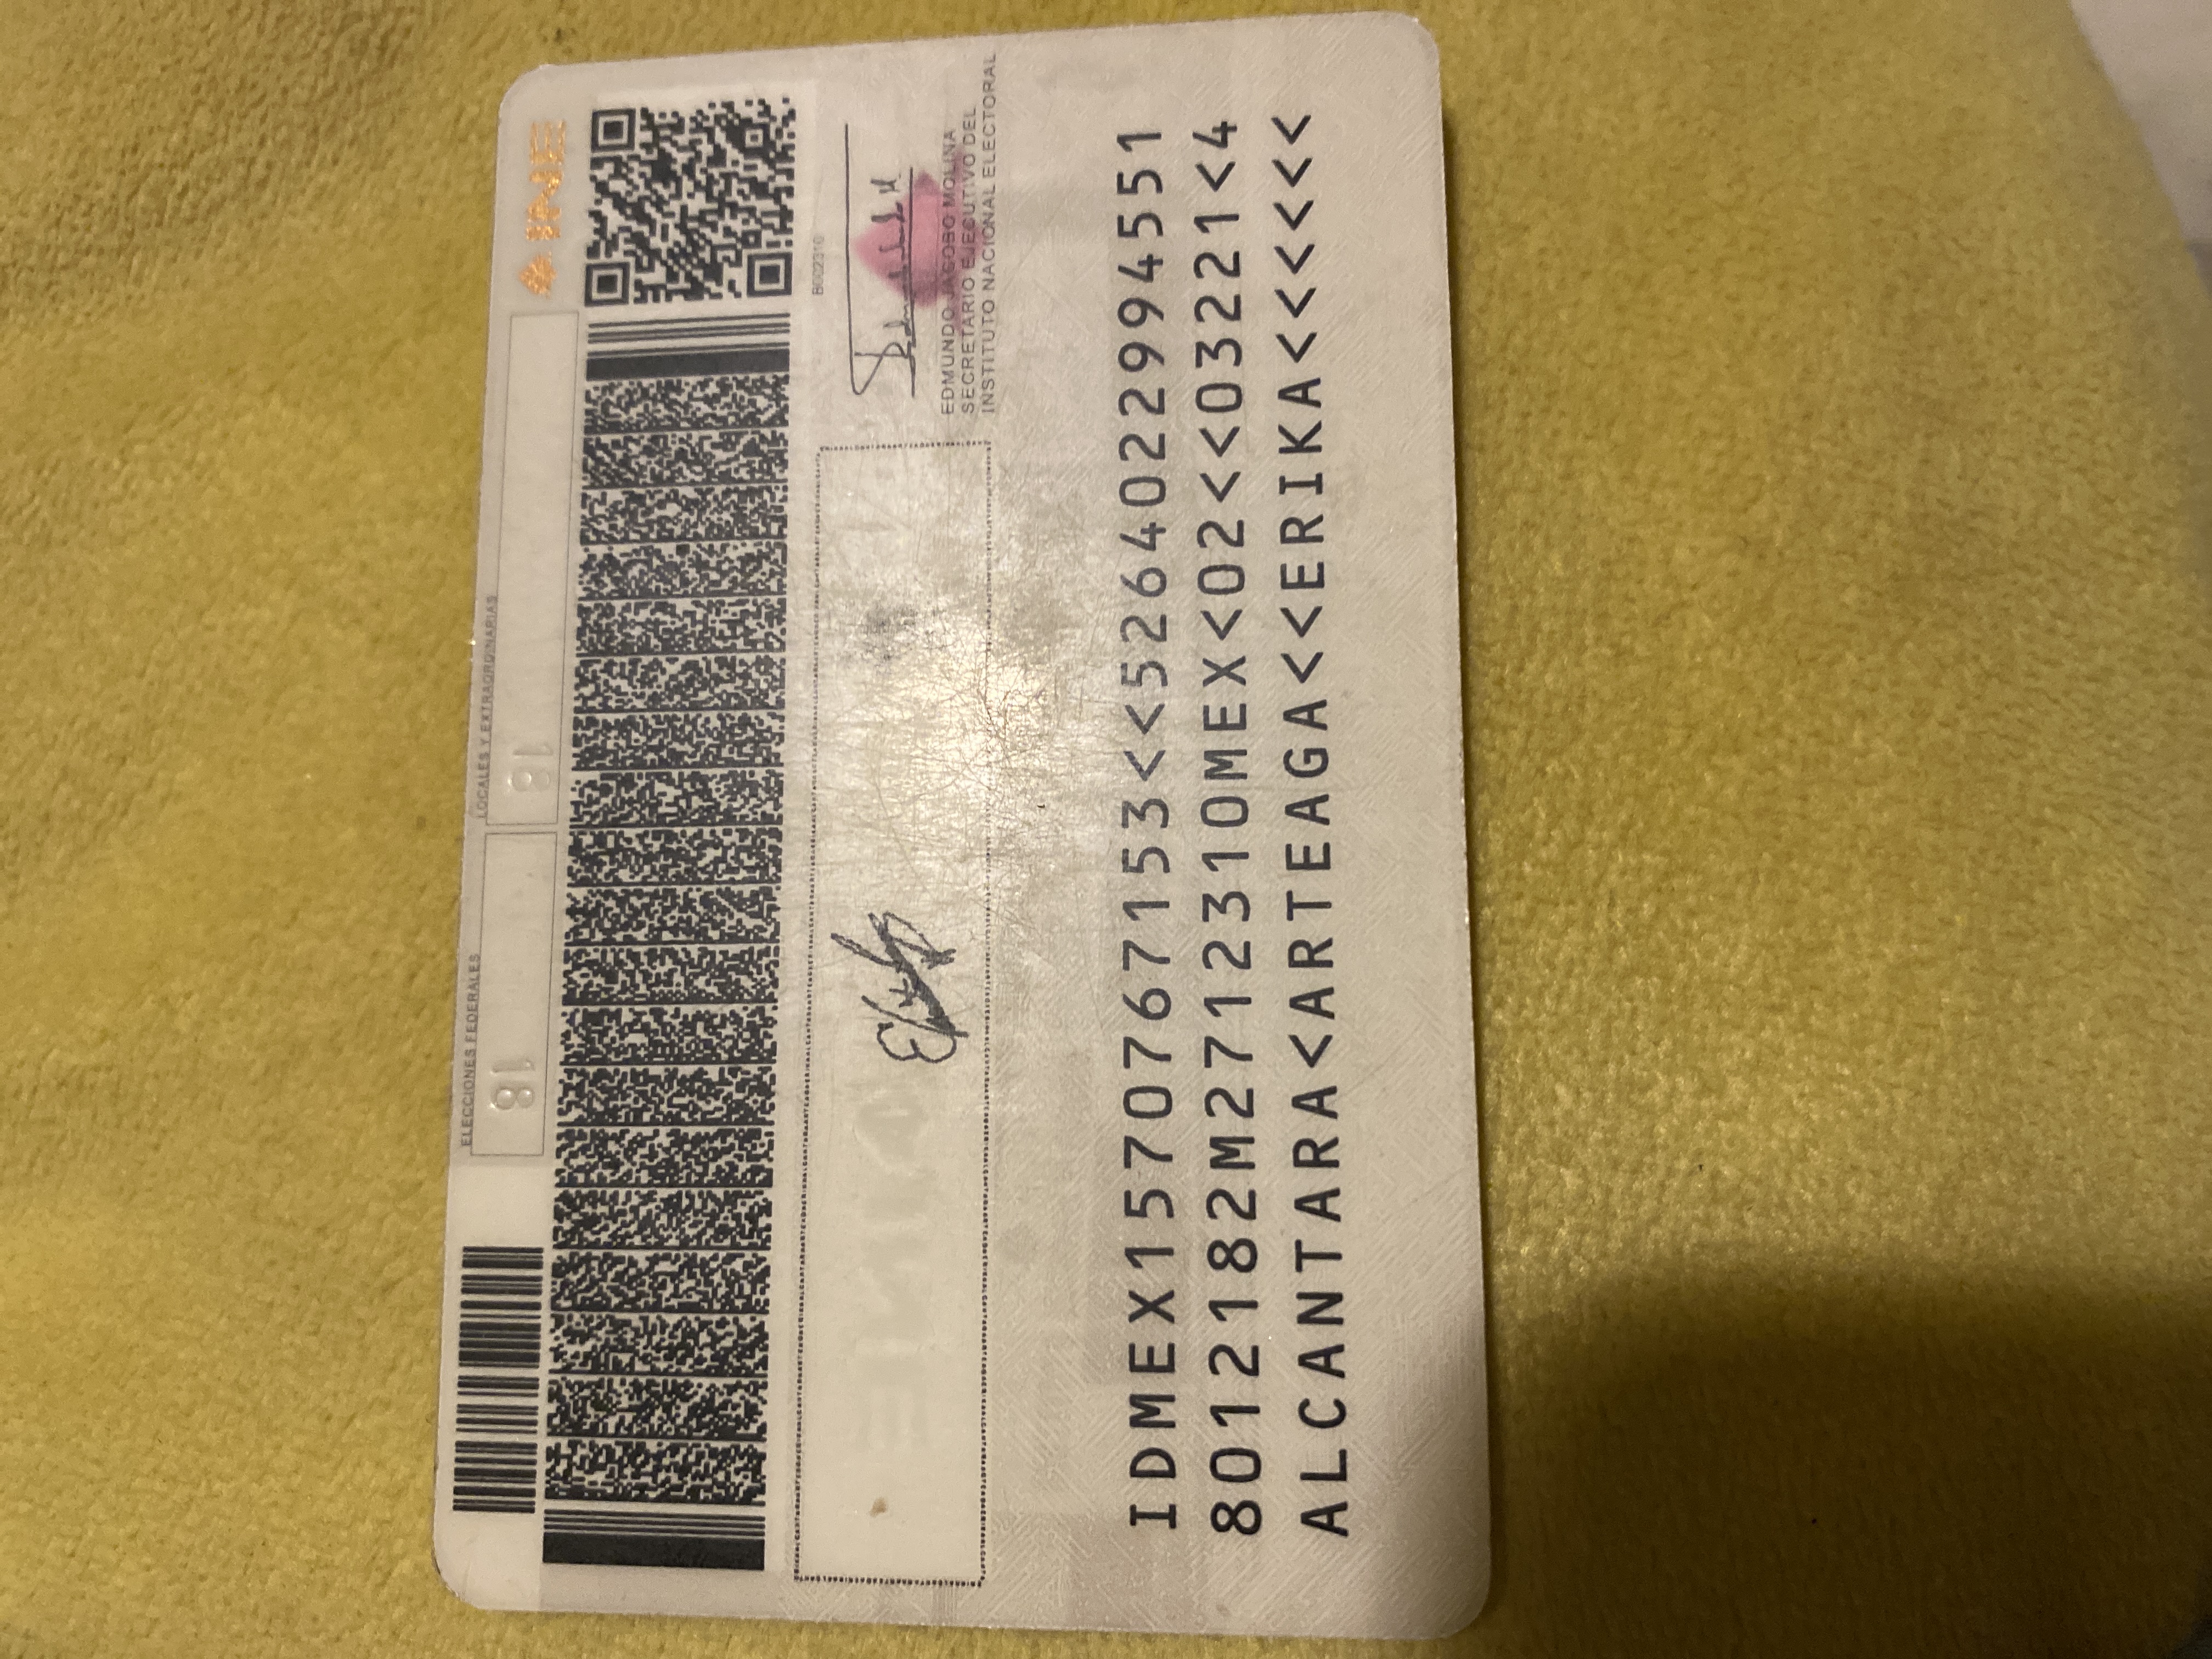 ELECCIONES FEDERALES
LOCALES Y EXTRAORDINARIAS
INE
18
18
B002310
EDMUNDO JACOBO MOLINA
SECRETARIO EJECUTIVO DEL
INSTITUTO NACIONAL ELECTORAL
IDMEX1570767153<<5264022994551
8012182M2712310MEX<02<<03221<4
ALCANTARA<ARTEAGA<<ERIKA<<<<<<